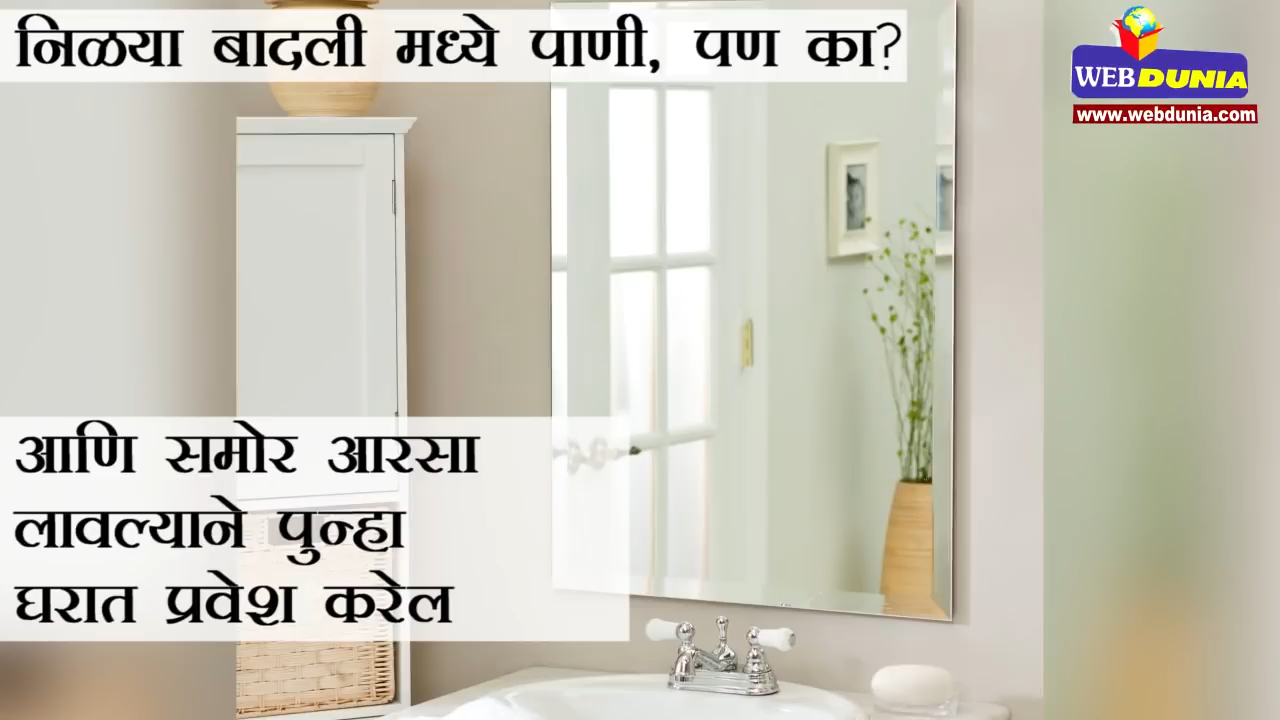 निळया बादली मध्ये पाणी, पण का?
WEBDUNIA
www.webdunia.com
आणि समोर आरसा
लावल्याने पुन्हा
घरात प्रवेश करेल